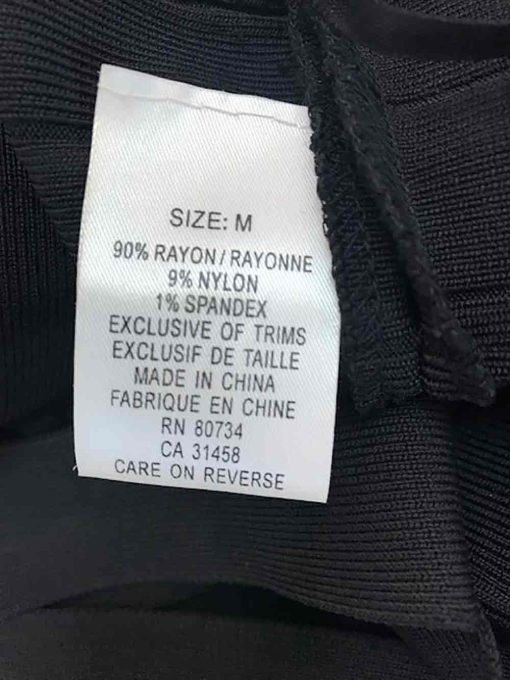 SIZE: M
90% RAYON/RAYONNE
9% NYLON
1% SPANDEX
EXCLUSIVE OF TRIMS
EXCLUSIF DE TAILLE
MADE IN CHINA
FABRIQUE EN CHINE
RN 80734
CA 31458
CARE ON REVERSE